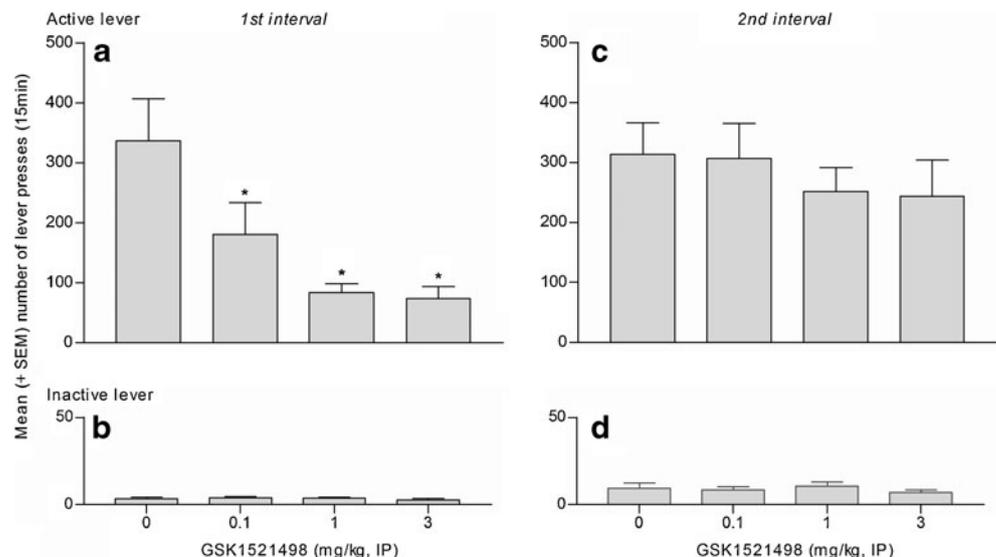 Active lever
1st interval
2nd interval
a
c
500
400
300
200
100
0
500
400
300
200
100
0
*
*
*
Mean (+ SEM) number of lever presses (15min)
Inactive lever
b
d
50
0
50
0
0 0.1 1 3
0 0.1 1 3
GSK1521498 (mg/kg, IP)
GSK1521498 (mg/kg, IP)